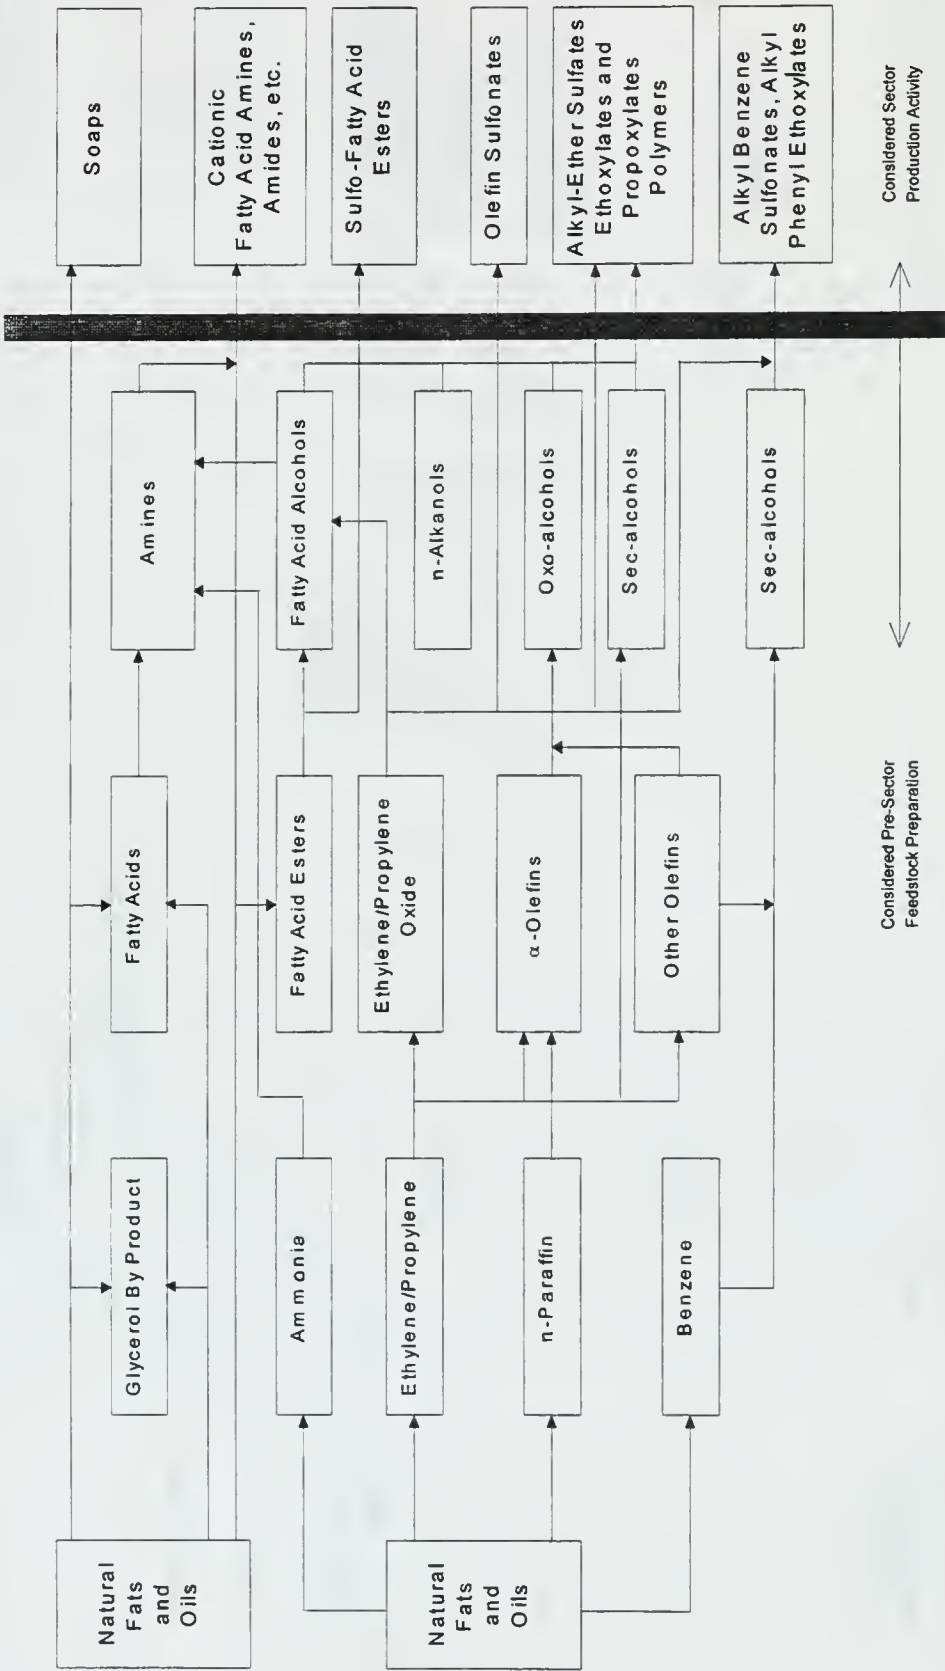 Natural
Fats
and
Oils
Natural
Fats
and
Oils
Glycerol By Product
Ammonia
Ethylene/Propylene
n-Paraffin
Benzene
Fatty Acids
Fatty Acid Esters
Ethylene/Propylene
Oxide
α-Olefins
Other Olefins
Amines
Fatty Acid Alcohols
n-Alkanols
Oxo-alcohols
Sec-alcohols
Sec-alcohols
Soaps
Cationic
Fatty Acid Amines,
Amides, etc.
Sulfo-Fatty Acid
Esters
Olefin Sulfonates
Alkyl-Ether Sulfates
Ethoxylates and
Propoxylates
Polymers
Alkyl Benzene
Sulfonates, Alkyl
Phenyl Ethoxylates
Considered Pre-Sector
Feedstock Preparation
Considered Sector
Production Activity